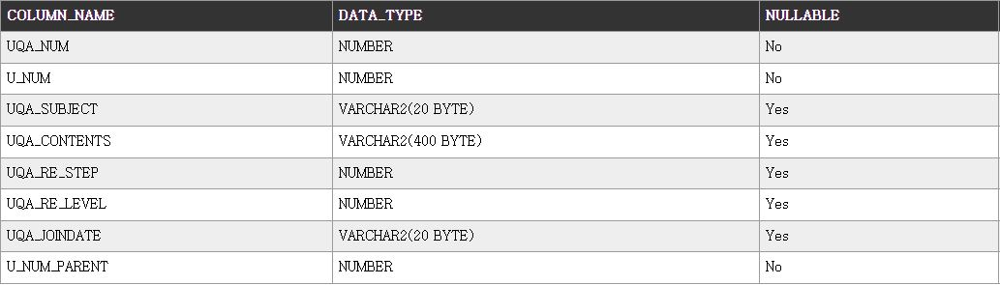 COLUMN_NAME DATA_TYPE NULLABLE
UQA_NUM NUMBER No
U_NUM NUMBER No
UQA_SUBJECT VARCHAR2(20 BYTE) Yes
UQA_CONTENTS VARCHAR2(400 BYTE) Yes
UQA_RE_STEP NUMBER Yes
UQA_RE_LEVEL NUMBER Yes
UQA_JOINDATE VARCHAR2(20 BYTE) Yes
U_NUM_PARENT NUMBER No